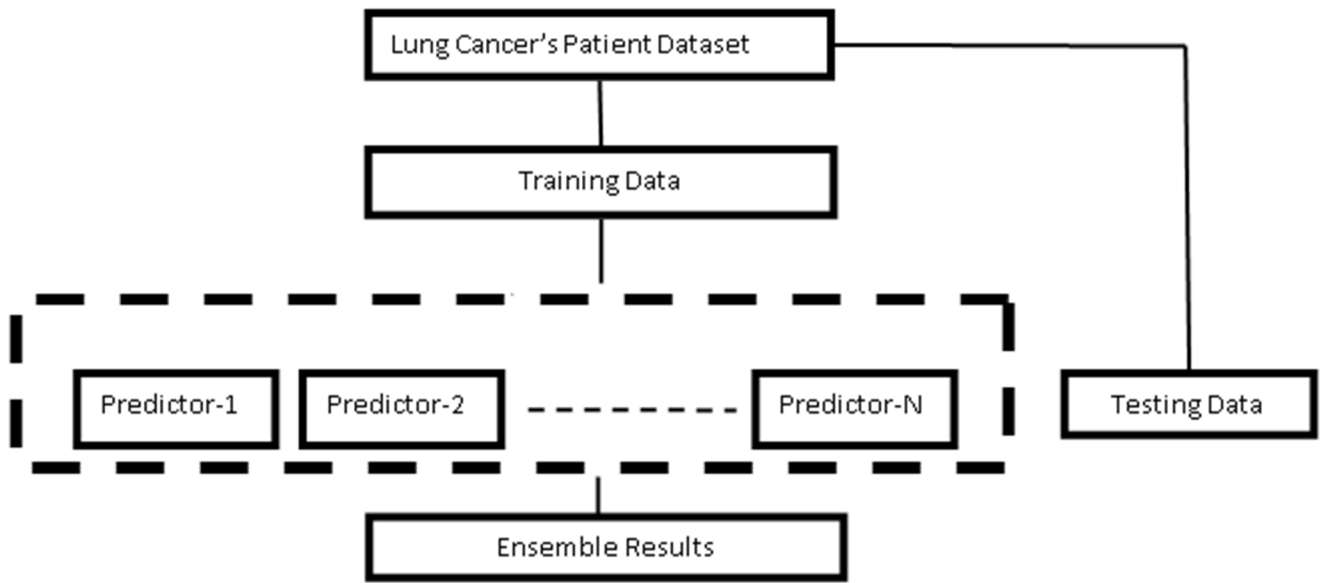 Lung Cancer's Patient Dataset
Training Data
Predictor-1
Predictor-2
Predictor-N
Testing Data
Ensemble Results